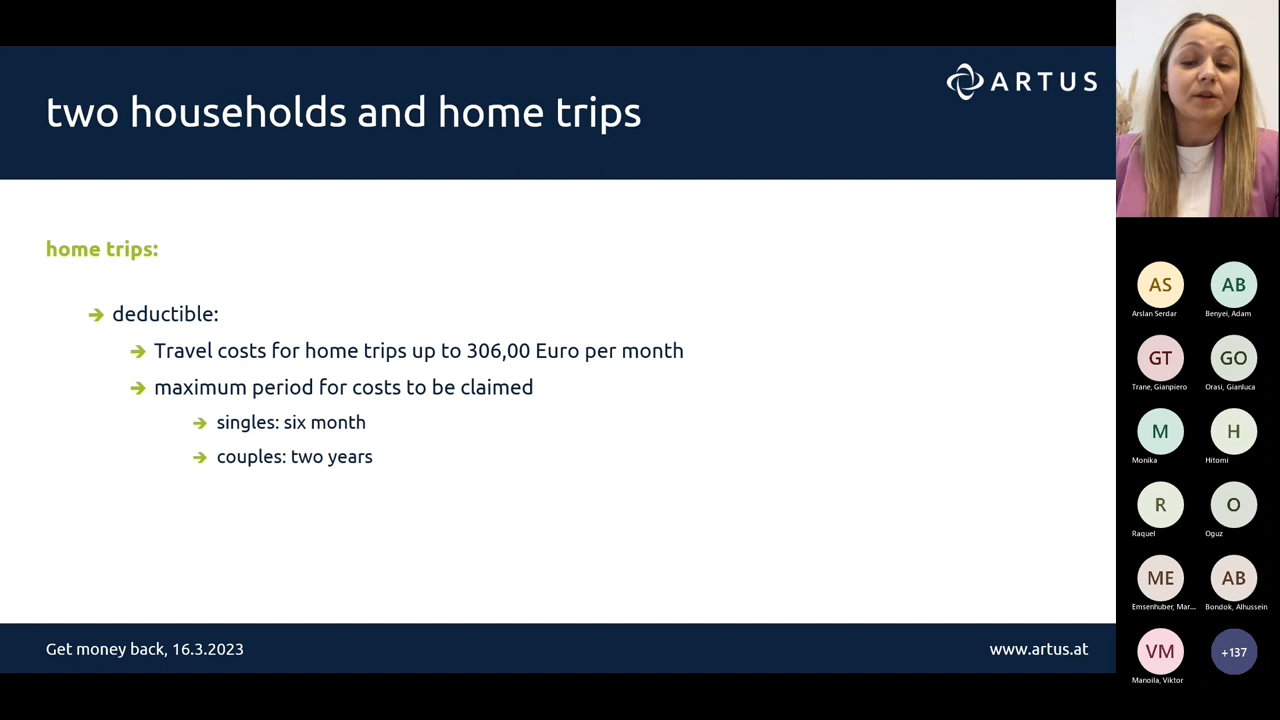 ARTUS
two households and home trips
home trips:
deductible:
Travel costs for home trips up to 306,00 Euro per month
maximum period for costs to be claimed
singles: six month
couples: two years
Get money back, 16.3.2023
www.artus.at
AS
AB
Arslan Serdar
Benyei, Adam
GT
GO
Trane, Gianpiero
Orasi, Gianluca
M
H
Monika
Hitomi
R
O
Raquel
Oguz
ME
AB
Emsenhuber, Mar...
Bondok, Alhussein
VM
+137
Manoila, Viktor